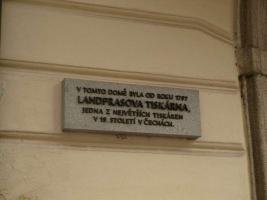 V TOMTO DOMĚ BYLA OD ROKU 1797
LANDFRASOVA TISKÁRNA,
JEDNA Z NEJVĚTŠÍCH TISKÁREN
V 19. STOLETÍ V ČECHÁCH.